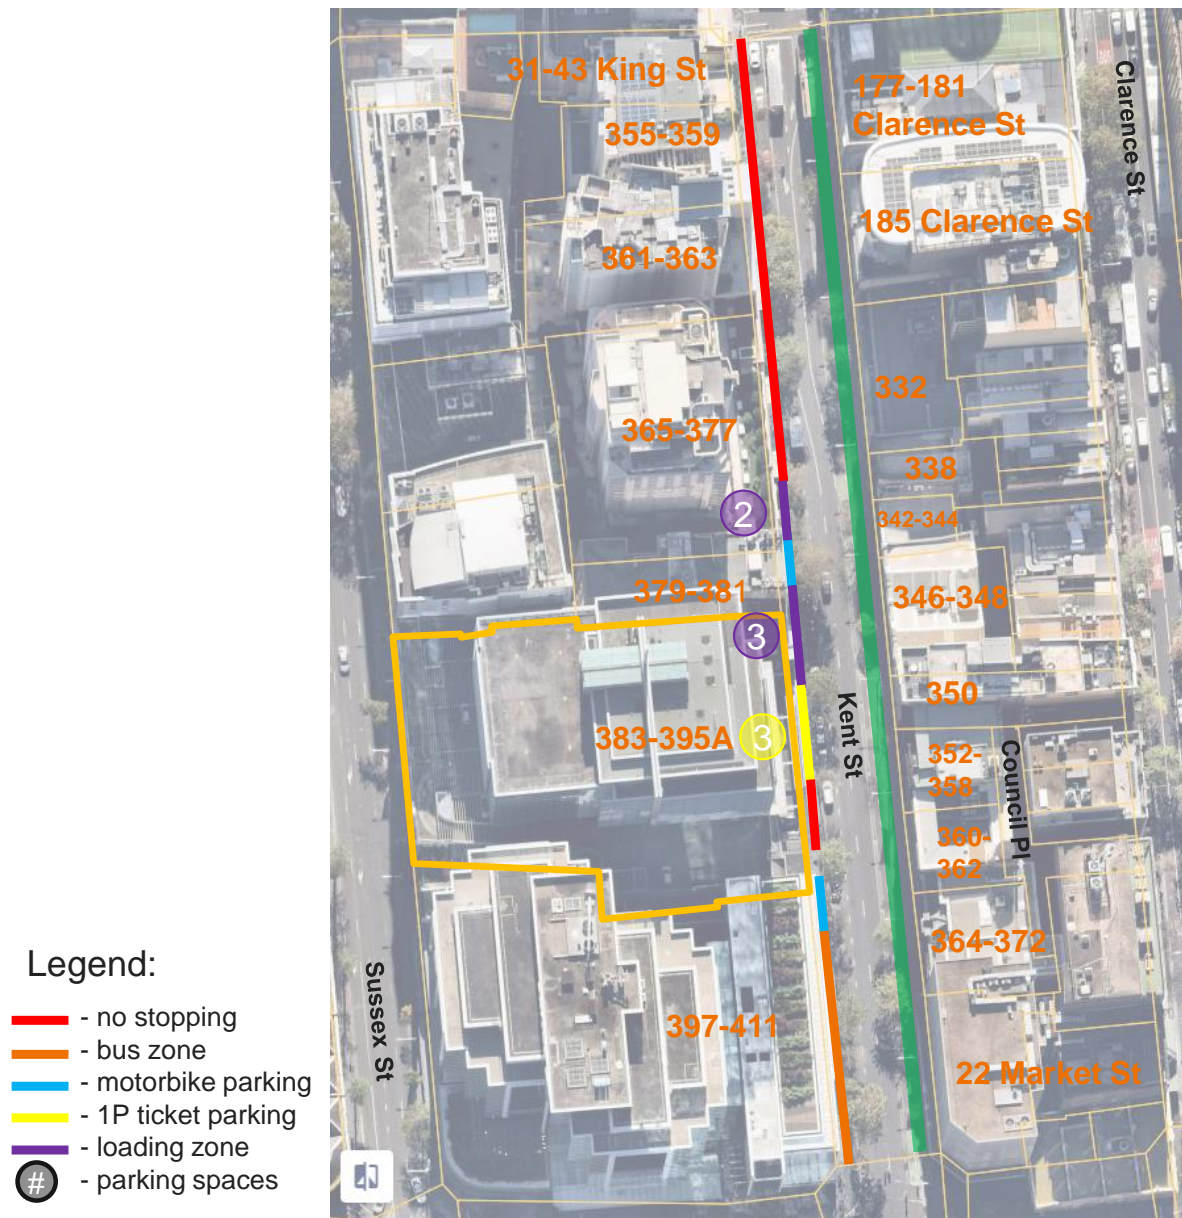 31-43 King St
177-181
Clarence St
Clarence St
355-359
185 Clarence St
361-363
332
365-377
338
2
342-344
379-381
346-348
3
350
Kent St
383-395A
3
352-
358
Council Pl
360-
362
364-372
Legend:
Sussex St
- no stopping
397-411
- bus zone
22 Market St
- motorbike parking
- 1P ticket parking
- loading zone
# - parking spaces